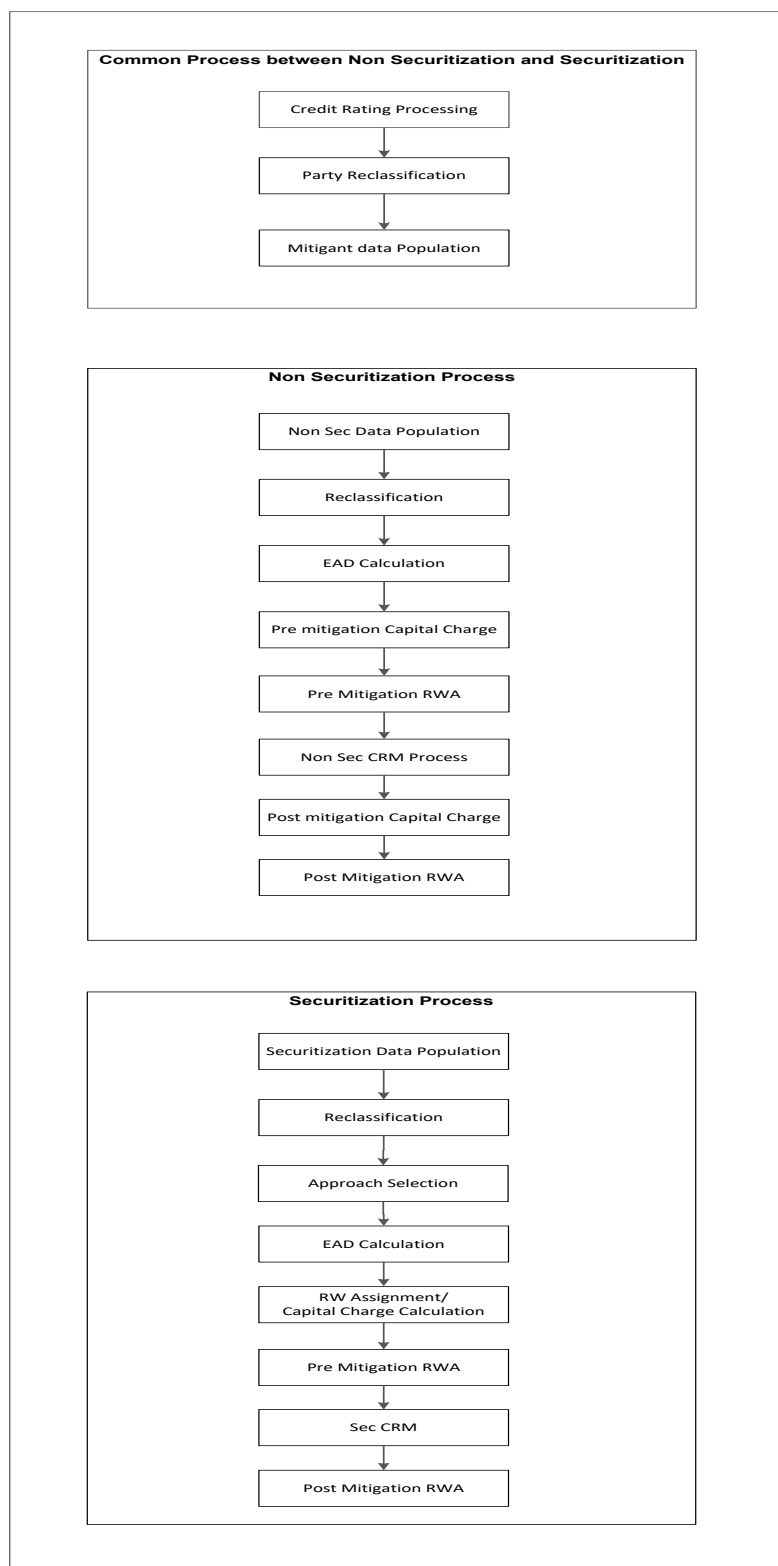 Common Process between Non Securitization and Securitization
Credit Rating Processing
Party Reclassification
Mitigant data Population
Non Securitization Process
Non Sec Data Population
Reclassification
EAD Calculation
Pre mitigation Capital Charge
Pre Mitigation RWA
Non Sec CRM Process
Post mitigation Capital Charge
Post Mitigation RWA
Securitization Process
Securitization Data Population
Reclassification
Approach Selection
EAD Calculation
RW Assignment/
Capital Charge Calculation
Pre Mitigation RWA
Sec CRM
Post Mitigation RWA